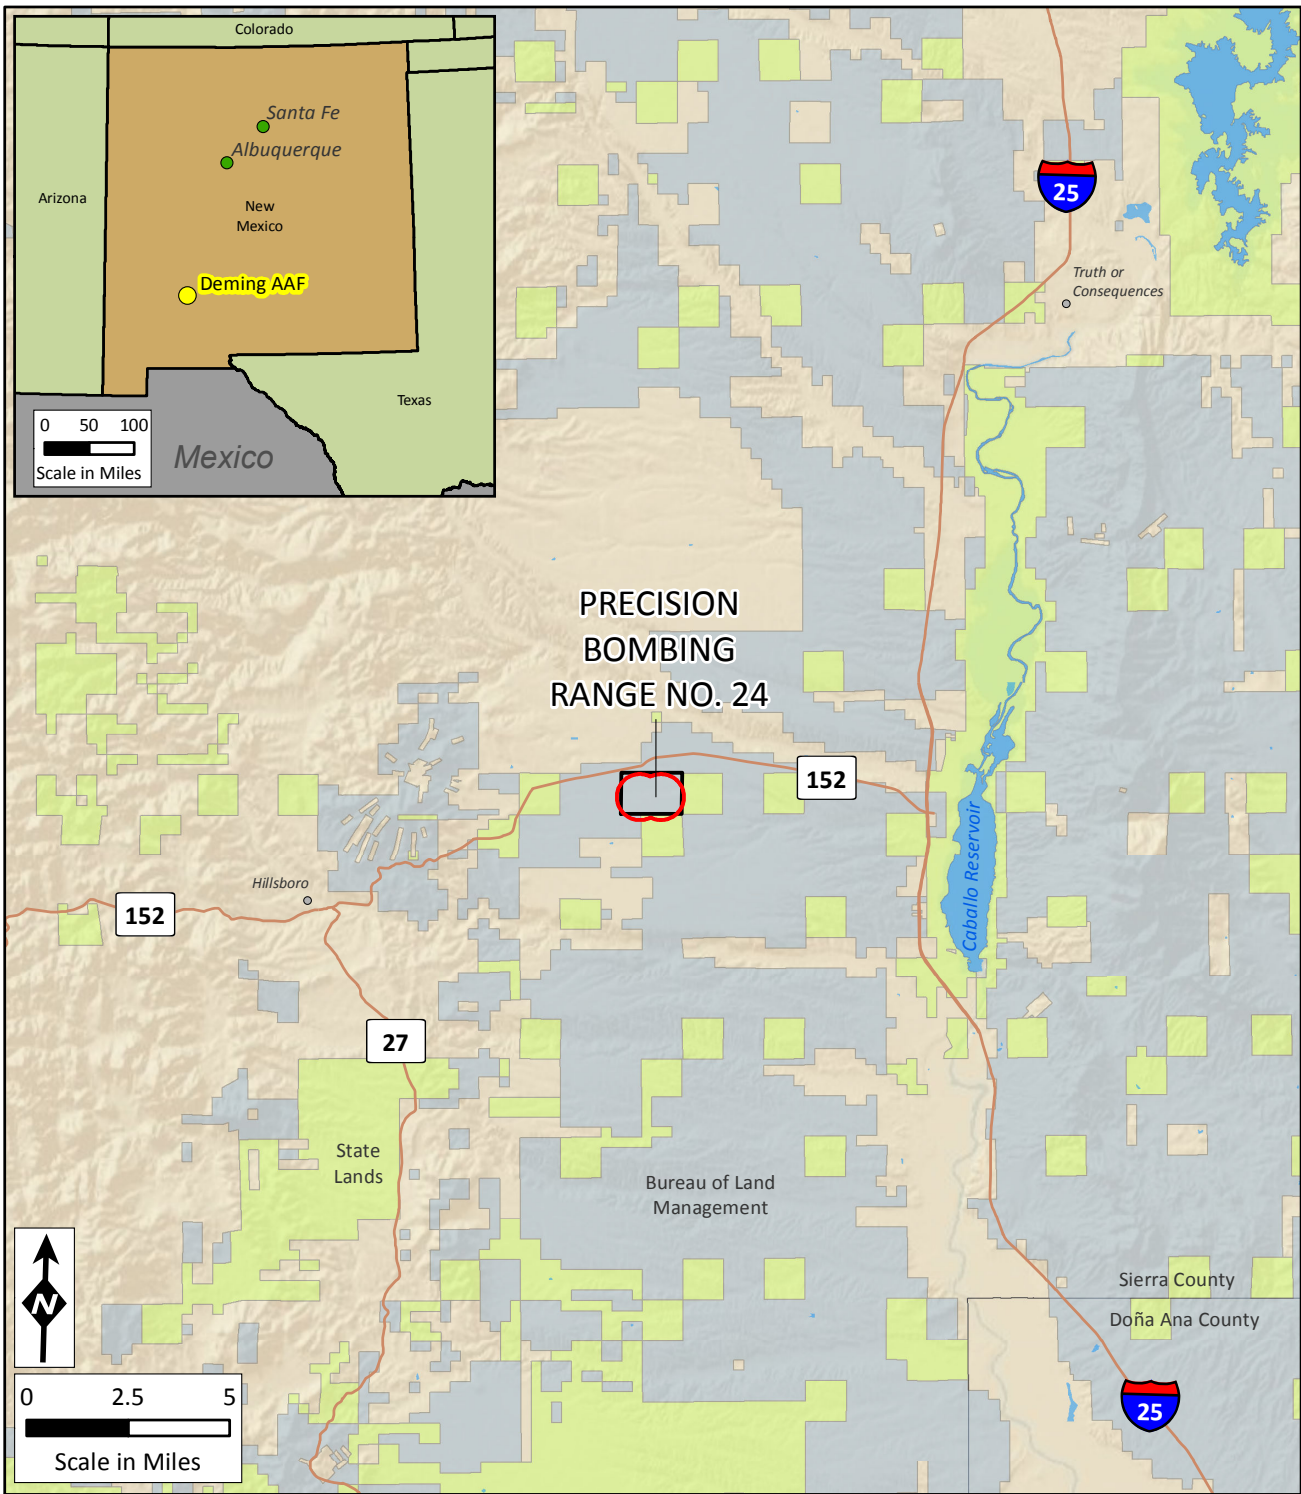 Colorado
Santa Fe
Albuquerque
Arizona
New
Mexico
Deming AAF
Texas
0 50 100
Scale in Miles
Mexico
25
Truth or
Consequences
PRECISION
BOMBING
RANGE NO. 24
152
Caballo Reservoir
Hillsboro
152
27
State
Lands
Bureau of Land
Management
N
Sierra County
Doña Ana County
0 2.5 5
Scale in Miles
25